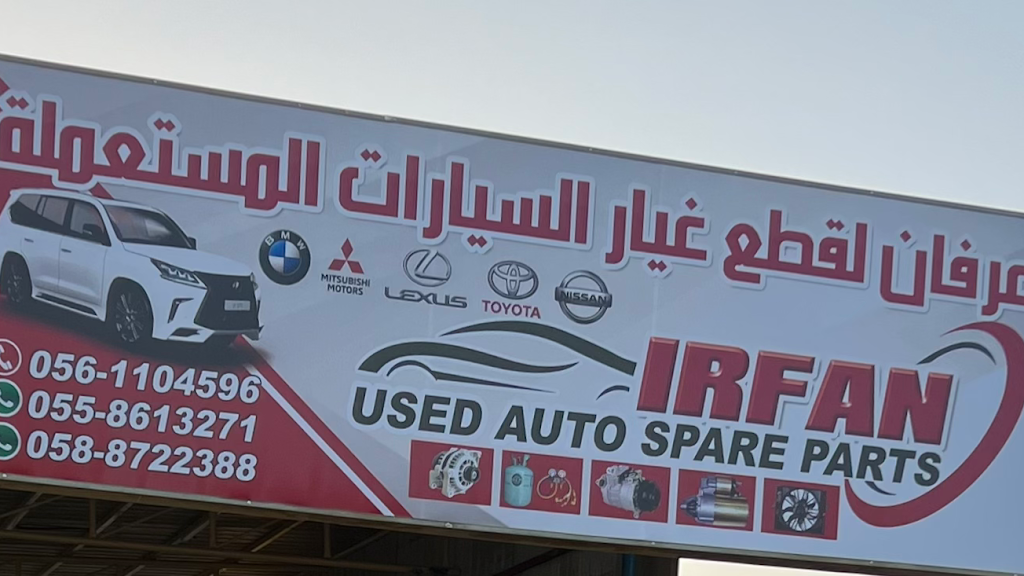 عرفان لقطع غيار السيارات المستعملة
BMW
MITSUBISHI
MOTORS
LEXUS
TOYOTA
NISSAN
IRFAN
USED AUTO SPARE PARTS
056-1104596
055-8613271
058-8722388